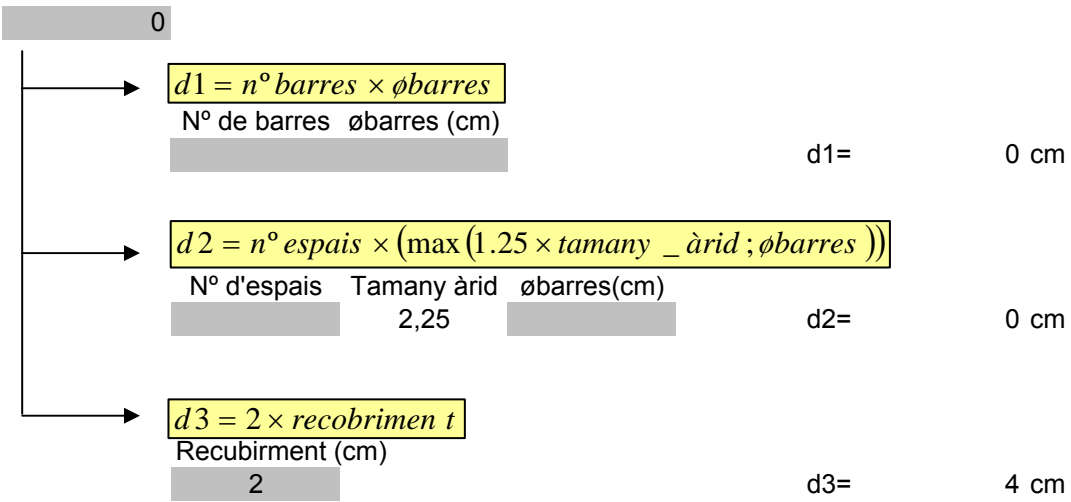 0
d1 = nº barres × øbarres
Nº de barres øbarres (cm)
d1= 0 cm
d2 = nº espais × (max(1.25 × tamany _ àrid ; øbarres ))
Nº d'espais Tamany àrid øbarres(cm)
2,25 d2= 0 cm
d3 = 2 × recobrimen t
Recubirment (cm)
2 d3= 4 cm